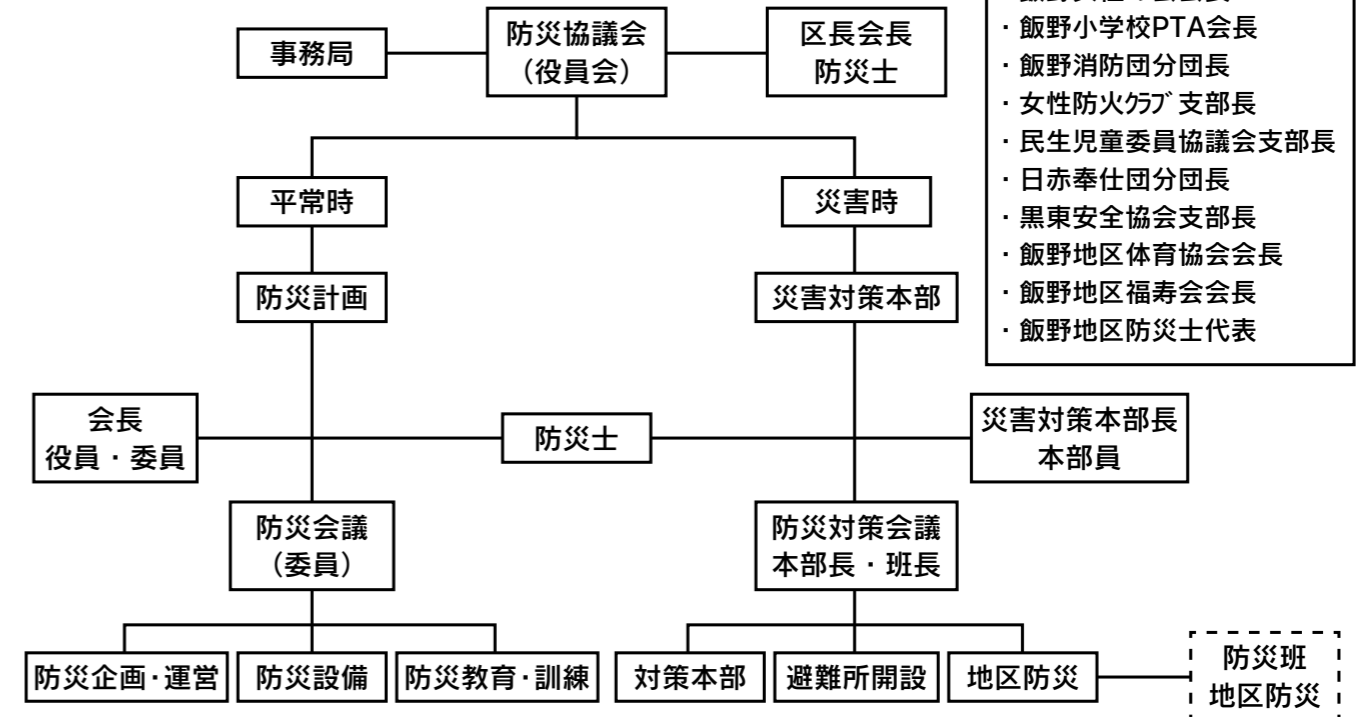 事務局
防災協議会
（役員会）
区長会長
防災士
・飯野小学校PTA会長
・飯野消防団分団長
・女性防火ｸﾗﾌﾞ支部長
・民生児童委員協議会支部長
・日赤奉仕団分団長
・黒東安全協会支部長
・飯野地区体育協会会長
・飯野地区福寿会会長
・飯野地区防災士代表
平常時
災害時
防災計画
災害対策本部
会長
役員・委員
防災士
災害対策本部長
本部員
防災会議
（委員）
防災対策会議
本部長・班長
防災企画・運営
防災設備
防災教育・訓練
対策本部
避難所開設
地区防災
防災班
地区防災